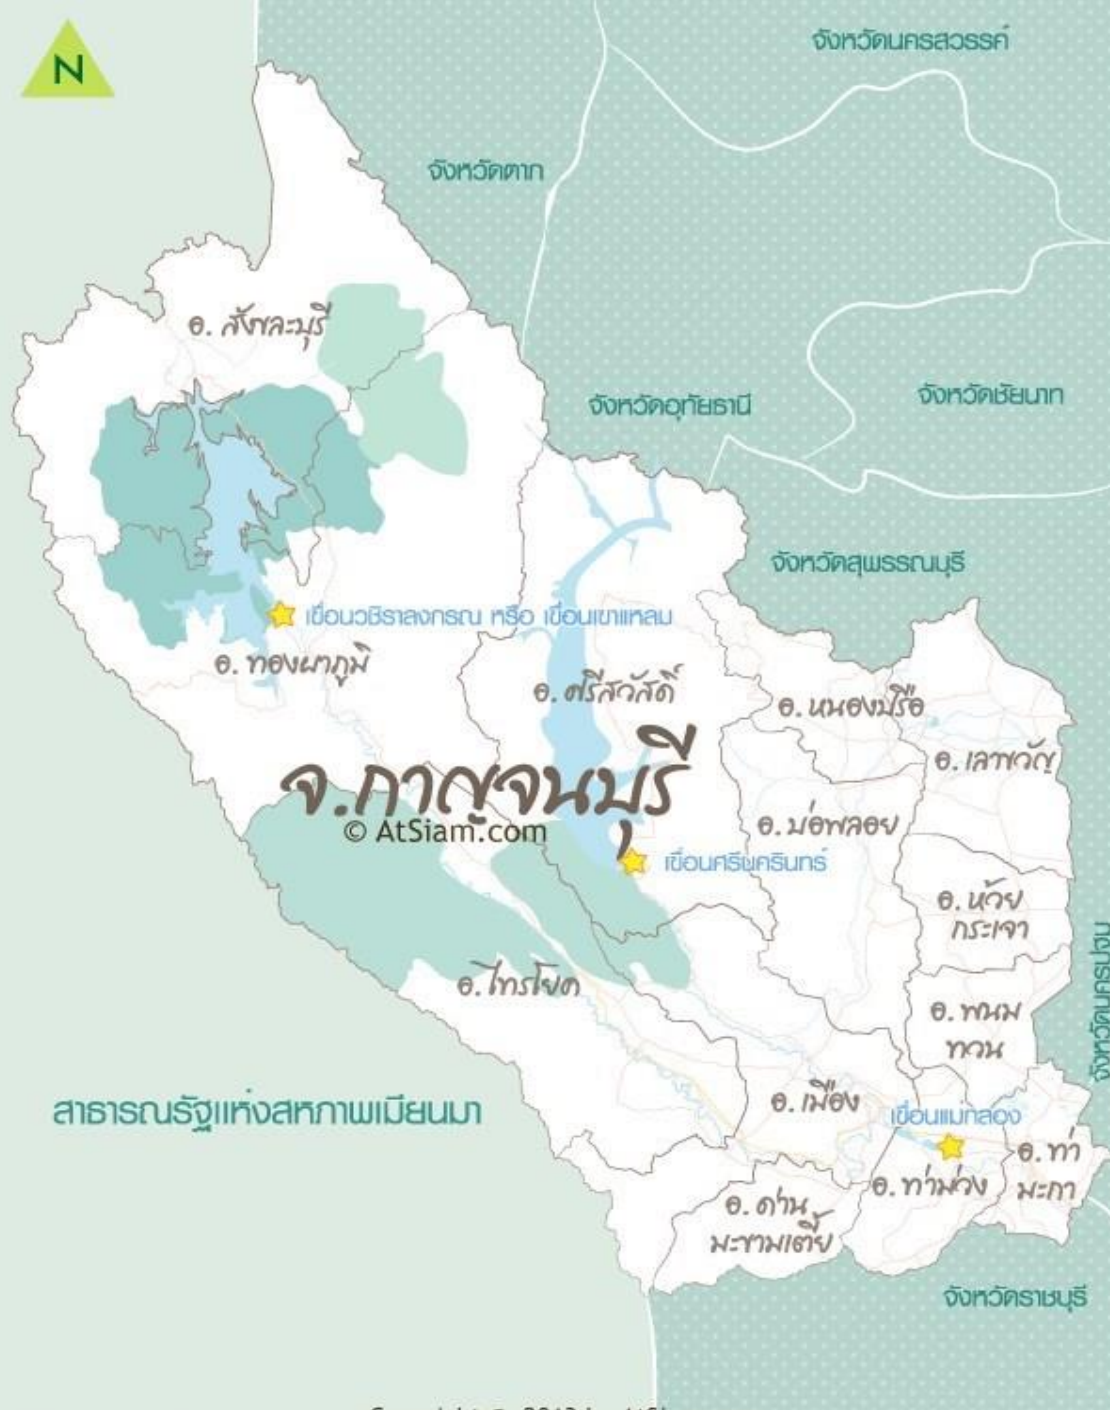 N
จังหวัดนครสวรรค์
จังหวัดตาก
อ. สังขละบุรี
จังหวัดอุทัยธานี
จังหวัดชัยนาท
จังหวัดสุพรรณบุรี
เขื่อนวชิราลงกรณ หรือ เขื่อนเขาแหลม
อ. ทองผาภูมิ
อ. ศรีสวัสดิ์
อ. หนองปรือ
อ. เลาขวัญ
จ.กาญจนบุรี
© AtSiam.com
อ. บ่อพลอย
เขื่อนศรีนครินทร์
อ. ห้วย
กระเจา
จังหวัดนครปฐม
อ. ไทรโยค
อ. พนม
ทวน
สาธารณรัฐแห่งสหภาพเมียนมา
อ. เมือง
เขื่อนแม่กลอง
อ. ท่า
มะกา
อ. ท่าม่วง
อ. ด่าน
มะขามเตี้ย
จังหวัดราชบุรี